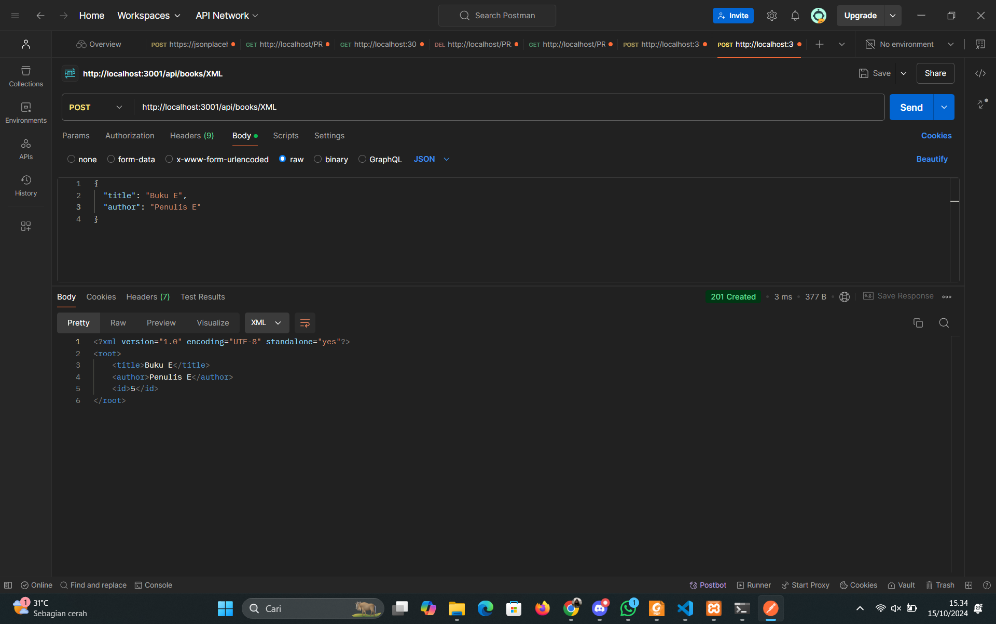 Home Workspaces API Network Search Postman Invite Upgrade
Overview POST https://jsonplace! GET http://localhost/PR GET http://localhost:30 DEL http://localhost/PR. GET http://localhost/PR POST http://localhost:3 POST http://localhost:3 No environment
http://localhost:3001/api/books/XML Save Share
POST http://localhost:3001/api/books/XML Send
Params Authorization Headers (9) Body Scripts Settings Cookies
none form-data x-www-form-urlencoded raw binary GraphQL JSON Beautify
Collections
Environments
APIs
History
1 {
2 "title": "Buku E",
3 "author": "Penulis E"
4 }
Body Cookies Headers (7) Test Results 201 Created 3 ms 377 B Save Response
Pretty Raw Preview Visualize XML
1 <?xml version="1.0" encoding="UTF-8" standalone="yes"?>
2 <root>
3 <title>Buku E</title>
4 <author>Penulis E</author>
5 <id>5</id>
6 </root>
Online Find and replace Console Postbot Runner Start Proxy Cookies Vault Trash
1 31°C
Sebagian cerah
Cari
1
15.34
15/10/2024